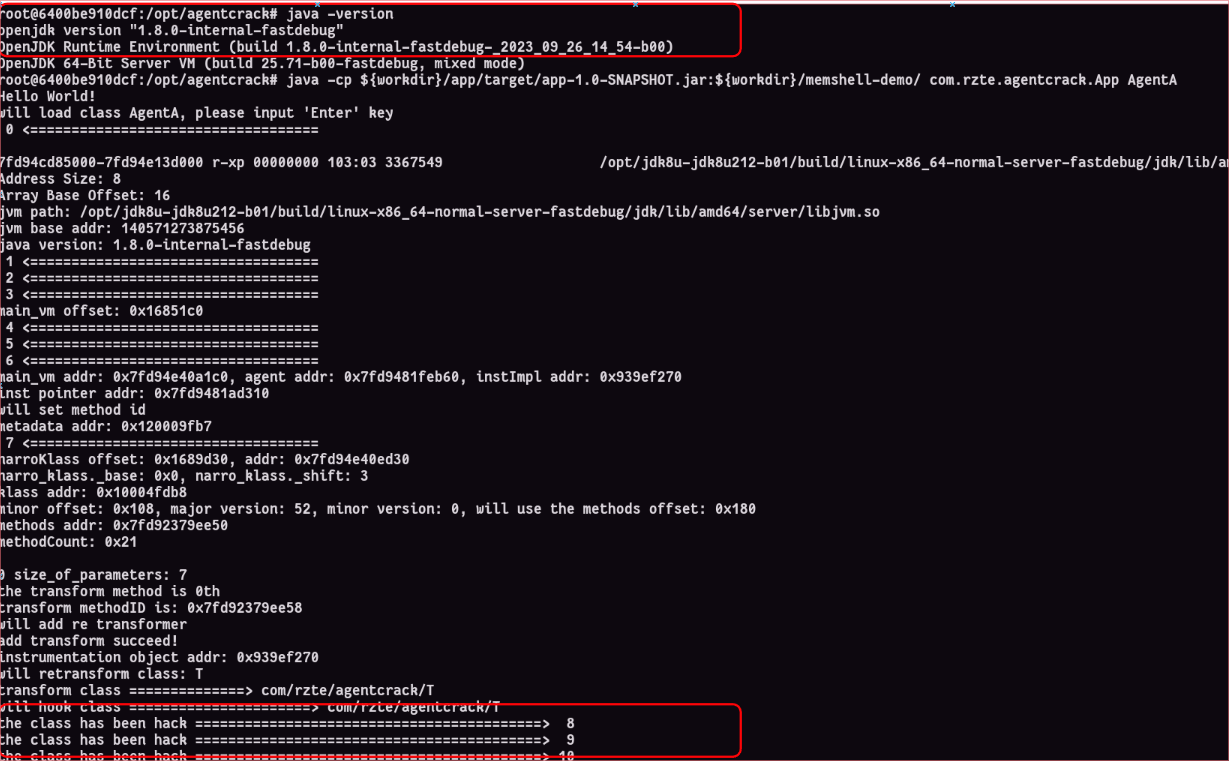 root@6400be910dcf:/opt/agentcrack# java -version
openjdk version "1.8.0-internal-fastdebug"
OpenJDK Runtime Environment (build 1.8.0-internal-fastdebug-_2023_09_26_14_54-b00)
OpenJDK 64-Bit Server VM (build 25.71-b00-fastdebug, mixed mode)
root@6400be910dcf:/opt/agentcrack# java -cp ${workdir}/app/target/app-1.0-SNAPSHOT.jar:${workdir}/memshell-demo/ com.rzte.agentcrack.App AgentA
Hello World!
will load class AgentA, please input 'Enter' key
0 <===================================
7fd94cd85000-7fd94e13d000 r-xp 00000000 103:03 3367549 /opt/jdk8u-jdk8u212-b01/build/linux-x86_64-normal-server-fastdebug/jdk/lib/am
Address Size: 8
Array Base Offset: 16
jvm path: /opt/jdk8u-jdk8u212-b01/build/linux-x86_64-normal-server-fastdebug/jdk/lib/amd64/server/libjvm.so
jvm base addr: 140571273875456
java version: 1.8.0-internal-fastdebug
1 <===================================
2 <===================================
3 <===================================
main_vm offset: 0x16851c0
4 <===================================
5 <===================================
6 <===================================
main_vm addr: 0x7fd94e40a1c0, agent addr: 0x7fd9481feb60, instImpl addr: 0x939ef270
inst pointer addr: 0x7fd9481ad310
will set method id
metadata addr: 0x120009fb7
7 <===================================
narroKlass offset: 0x1689d30, addr: 0x7fd94e40ed30
narro_klass._base: 0x0, narro_klass._shift: 3
klass addr: 0x10004fdb8
minor offset: 0x108, major version: 52, minor version: 0, will use the methods offset: 0x180
methods addr: 0x7fd92379ee50
methodCount: 0x21
0 size_of_parameters: 7
the transform method is 0th
transform methodID is: 0x7fd92379ee58
will add re transformer
add transform succeed!
instrumentation object addr: 0x939ef270
will retransform class: T
transform class ==============> com/rzte/agentcrack/T
will hook class ======================> com/rzte/agentcrack/T
the class has been hack ==========================================> 8
the class has been hack ==========================================> 9
the class has been hack ==========================================> 10